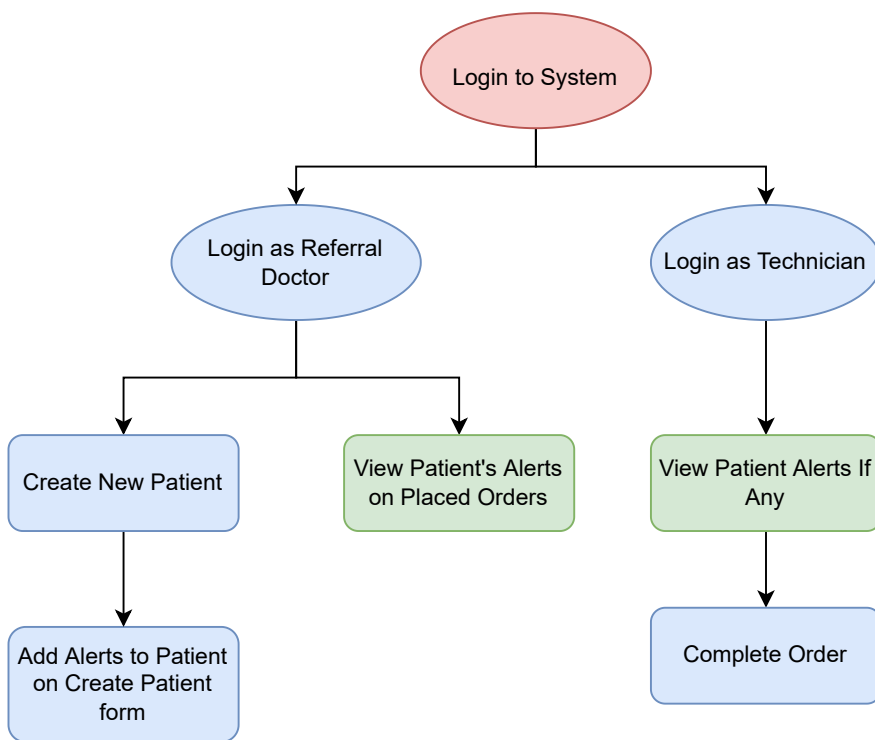 Login to System
Login as Referral
Doctor
Login as Technician
Create New Patient
View Patient's Alerts
on Placed Orders
View Patient Alerts If
Any
Add Alerts to Patient
on Create Patient
form
Complete Order